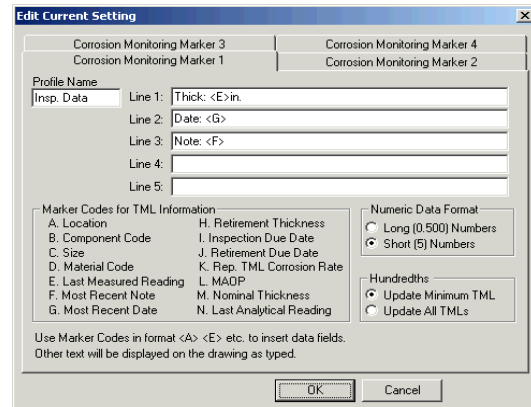 Edit Current Setting
Corrosion Monitoring Marker 3
Corrosion Monitoring Marker 4
Corrosion Monitoring Marker 1
Corrosion Monitoring Marker 2
Profile Name
Insp. Data
Line 1: Thick: <E>in.
Line 2: Date: <G>
Line 3: Note: <F>
Line 4:
Line 5:
Marker Codes for TML Information
A. Location
B. Component Code
C. Size
D. Material Code
E. Last Measured Reading
F. Most Recent Note
G. Most Recent Date
H. Retirement Thickness
I. Inspection Due Date
J. Retirement Due Date
K. Rep. TML Corrosion Rate
L. MAOP
M. Nominal Thickness
N. Last Analytical Reading
Numeric Data Format
Long (0.500) Numbers
Short (5) Numbers
Hundredths
Update Minimum TML
Update All TMLs
Use Marker Codes in format <A> <E> etc. to insert data fields.
Other text will be displayed on the drawing as typed.
OK
Cancel